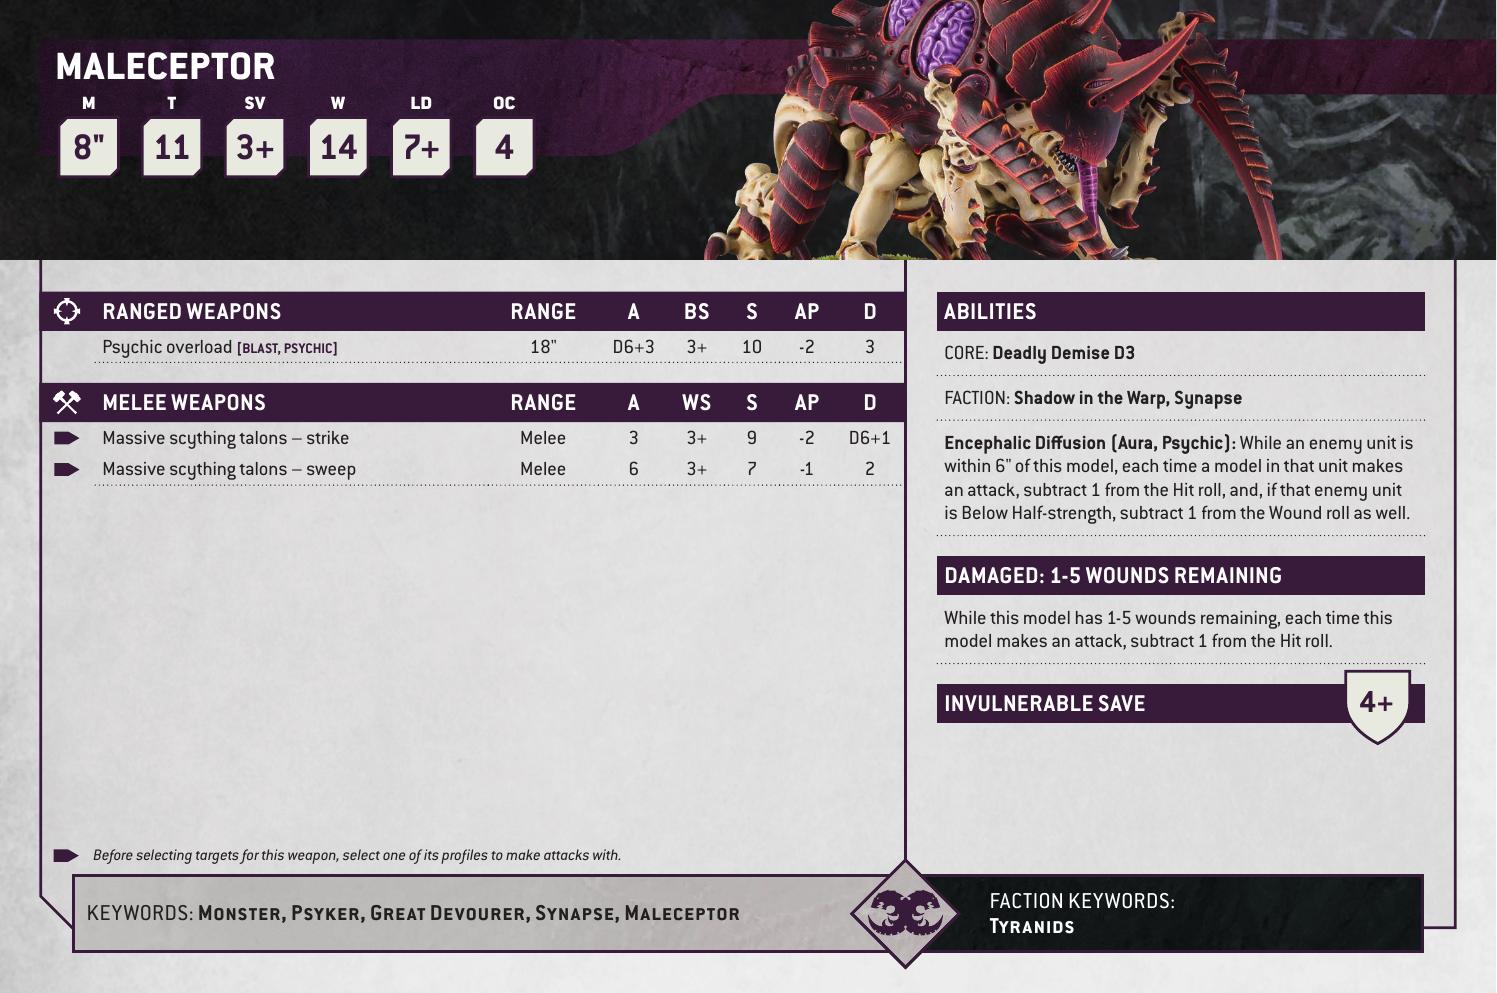 MALECEPTOR
M T SV W LD OC
8" 11 3+ 14 7+ 4
RANGED WEAPONS RANGE A BS S AP D
Psychic overload [BLAST, PSYCHIC] 18" D6+3 3+ 10 -2 3
MELEE WEAPONS RANGE A WS S AP D
Massive scything talons – strike Melee 3 3+ 9 -2 D6+1
Massive scything talons – sweep Melee 6 3+ 7 -1 2
Before selecting targets for this weapon, select one of its profiles to make attacks with.
ABILITIES
CORE: Deadly Demise D3
FACTION: Shadow in the Warp, Synapse
Encephalic Diffusion (Aura, Psychic): While an enemy unit is
within 6" of this model, each time a model in that unit makes
an attack, subtract 1 from the Hit roll, and, if that enemy unit
is Below Half-strength, subtract 1 from the Wound roll as well.
DAMAGED: 1-5 WOUNDS REMAINING
While this model has 1-5 wounds remaining, each time this
model makes an attack, subtract 1 from the Hit roll.
INVULNERABLE SAVE 4+
KEYWORDS: MONSTER, PSYKER, GREAT DEVOURER, SYNAPSE, MALECEPTOR
FACTION KEYWORDS:
TYRANIDS